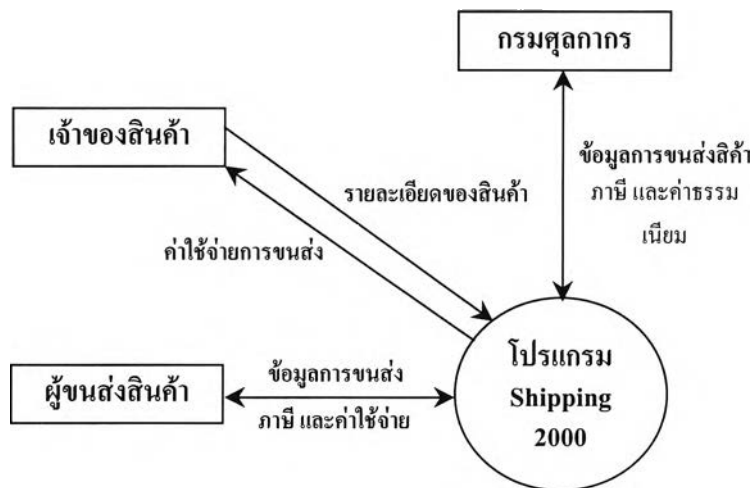 กรมศุลกากร
เจ้าของสินค้า
ข้อมูลการขนส่งสิค้า
ภาษี และค่าธรรม
เนียม
รายละเอียดของสินค้า
ค่าใช้จ่ายการขนส่ง
ผู้ขนส่งสินค้า
ข้อมูลการขนส่ง
ภาษี และค่าใช้จ่าย
โปรแกรม
Shipping
2000